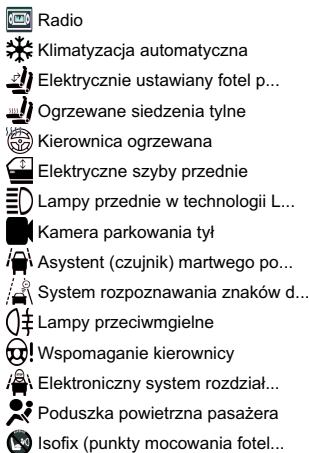 Radio
Klimatyzacja automatyczna
Elektrycznie ustawiany fotel p...
Ogrzewane siedzenia tylne
Kierownica ogrzewana
Elektryczne szyby przednie
Lampy przednie w technologii L...
Kamera parkowania tył
Asystent (czujnik) martwego po...
System rozpoznawania znaków d...
Lampy przeciwmgielne
Wspomaganie kierownicy
Elektroniczny system rozdział...
Poduszka powietrzna pasażera
Isofix (punkty mocowania fotel...